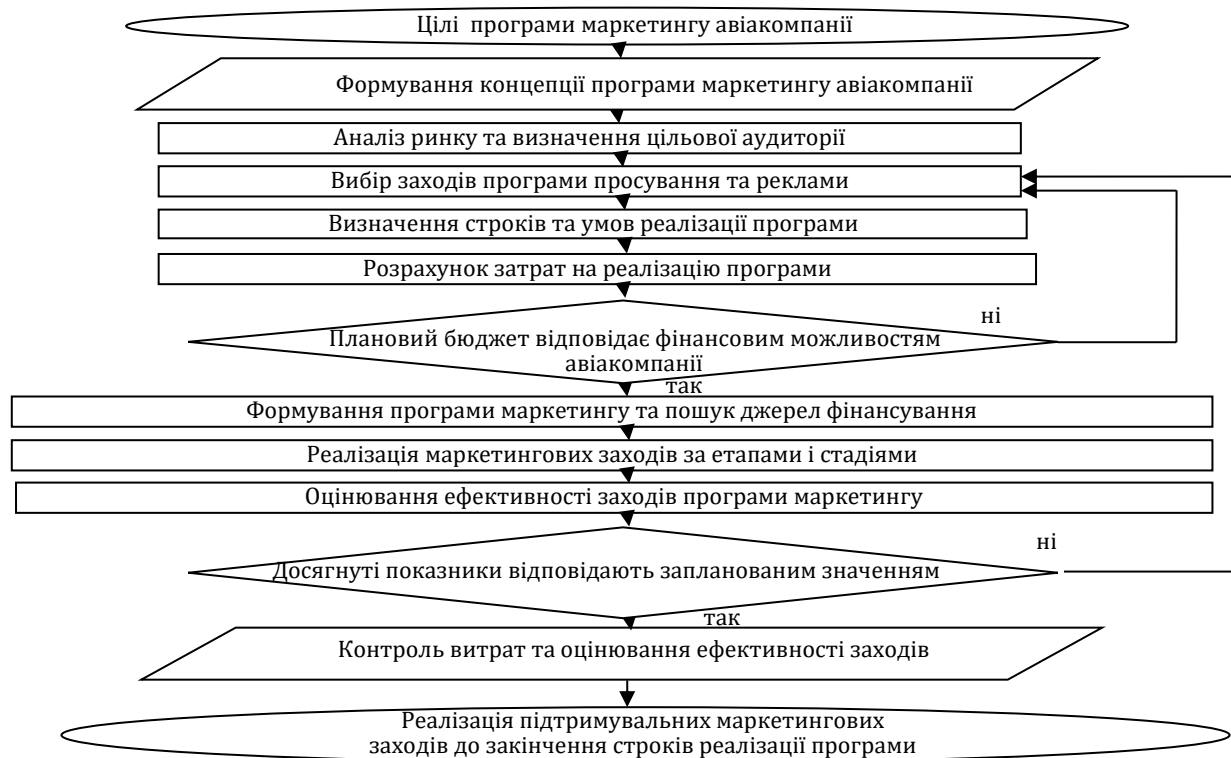 Цілі програми маркетингу авіакомпанії
Формування концепції програми маркетингу авіакомпанії
Аналіз ринку та визначення цільової аудиторії
Вибір заходів програми просування та реклами
Визначення строків та умов реалізації програми
Розрахунок затрат на реалізацію програми
ні
Плановий бюджет відповідає фінансовим можливостям
авіакомпанії
так
Формування програми маркетингу та пошук джерел фінансування
Реалізація маркетингових заходів за етапами і стадіями
Оцінювання ефективності заходів програми маркетингу
ні
Досягнуті показники відповідають запланованим значенням
так
Контроль витрат та оцінювання ефективності заходів
Реалізація підтримувальних маркетингових
заходів до закінчення строків реалізації програми